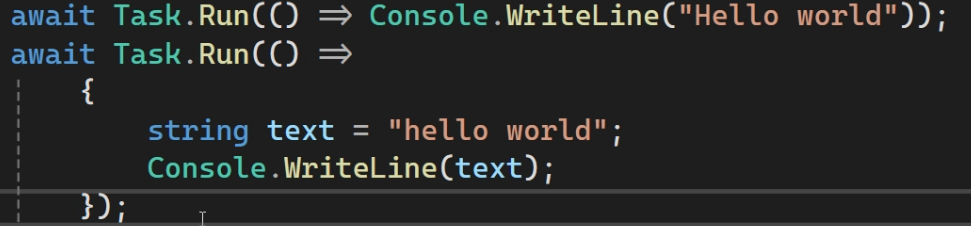 await Task.Run(() => Console.WriteLine("Hello world"));
await Task.Run(() =>
{
string text = "hello world";
Console.WriteLine(text);
});